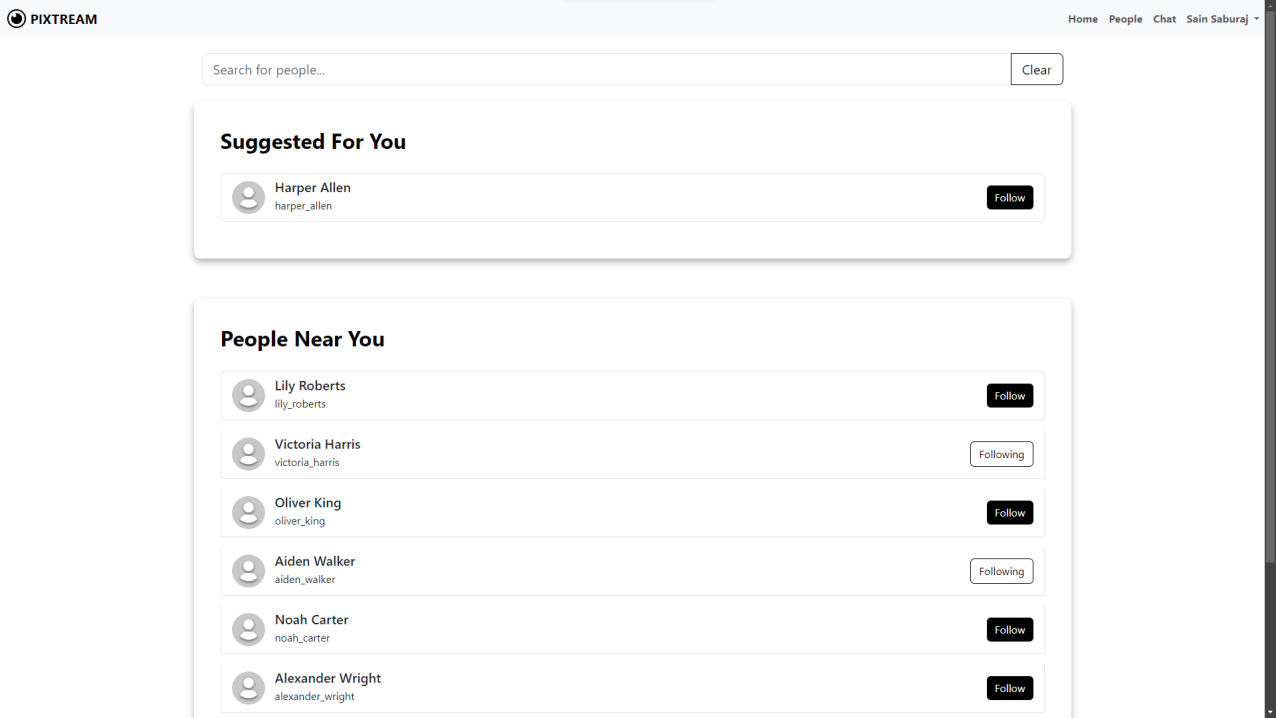 PIXTREAM
Home People Chat Sain Saburaj
Search for people...
Clear
Suggested For You
Harper Allen
harper_allen
Follow
People Near You
Lily Roberts
lily_roberts
Follow
Victoria Harris
victoria_harris
Following
Oliver King
oliver_king
Follow
Aiden Walker
aiden_walker
Following
Noah Carter
noah_carter
Follow
Alexander Wright
alexander_wright
Follow